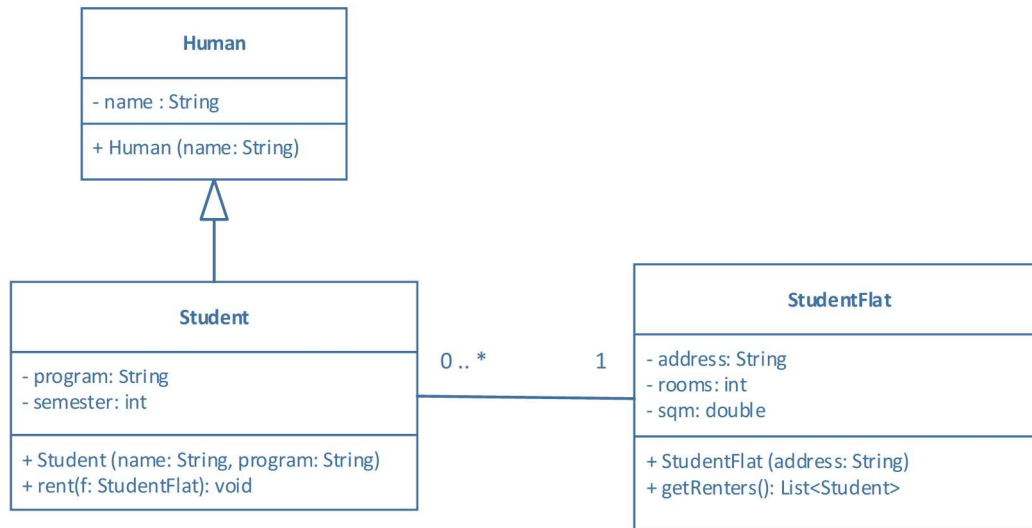 Human
- name : String
+ Human (name: String)
Student
- program: String
- semester: int
+ Student (name: String, program: String)
+ rent(f: StudentFlat): void
0 .. *
1
StudentFlat
- address: String
- rooms: int
- sqm: double
+ StudentFlat (address: String)
+ getRenters(): List<Student>